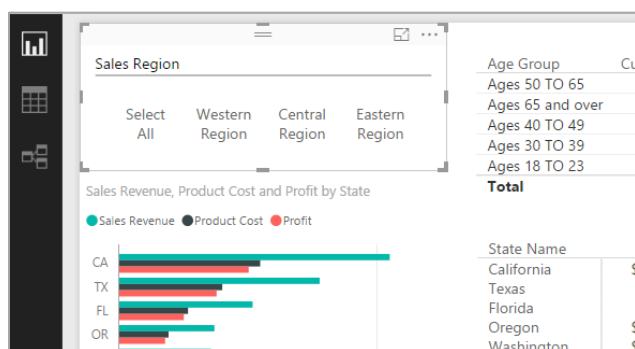 Sales Region
Select All
Western Region
Central Region
Eastern Region
Sales Revenue, Product Cost and Profit by State
Sales Revenue Product Cost Profit
CA
TX
FL
OR
Age Group
Ages 50 TO 65
Ages 65 and over
Ages 40 TO 49
Ages 30 TO 39
Ages 18 TO 23
Total
State Name
California
Texas
Florida
Oregon
Washington